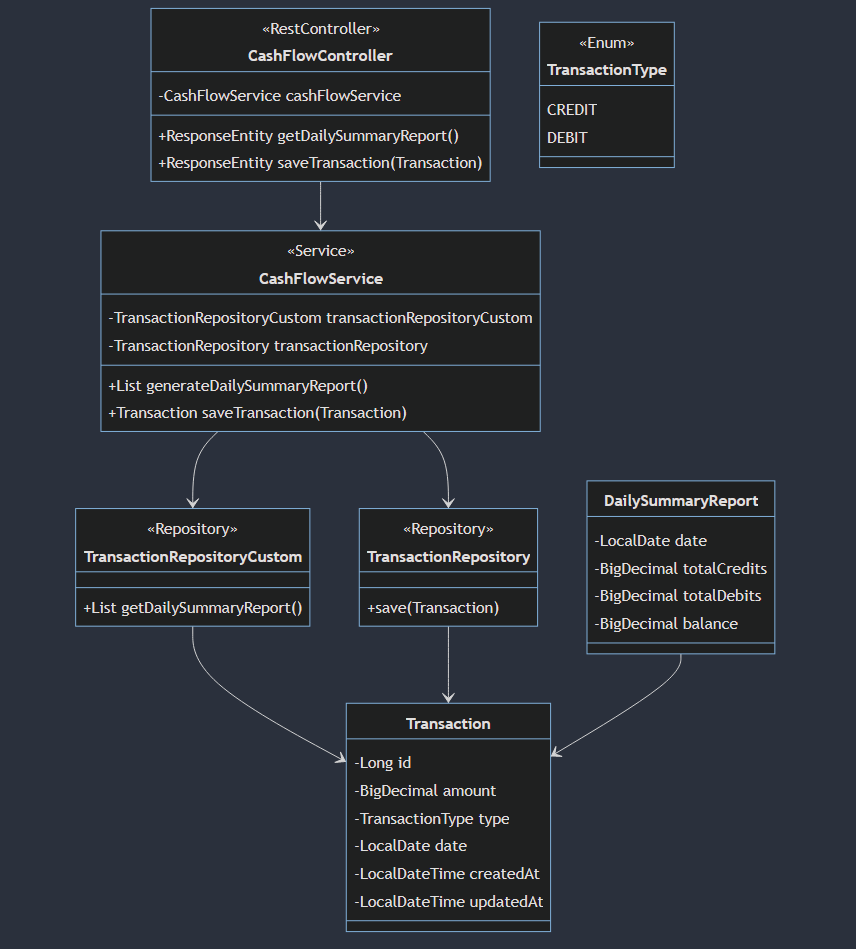 «RestController»
CashFlowController
-CashFlowService cashFlowService
+ResponseEntity getDailySummaryReport()
+ResponseEntity saveTransaction(Transaction)
«Enum»
TransactionType
CREDIT
DEBIT
«Service»
CashFlowService
-TransactionRepositoryCustom transactionRepositoryCustom
-TransactionRepository transactionRepository
+List generateDailySummaryReport()
+Transaction saveTransaction(Transaction)
«Repository»
TransactionRepositoryCustom
+List getDailySummaryReport()
«Repository»
TransactionRepository
+save(Transaction)
DailySummaryReport
-LocalDate date
-BigDecimal totalCredits
-BigDecimal totalDebits
-BigDecimal balance
Transaction
-Long id
-BigDecimal amount
-TransactionType type
-LocalDate date
-LocalDateTime createdAt
-LocalDateTime updatedAt